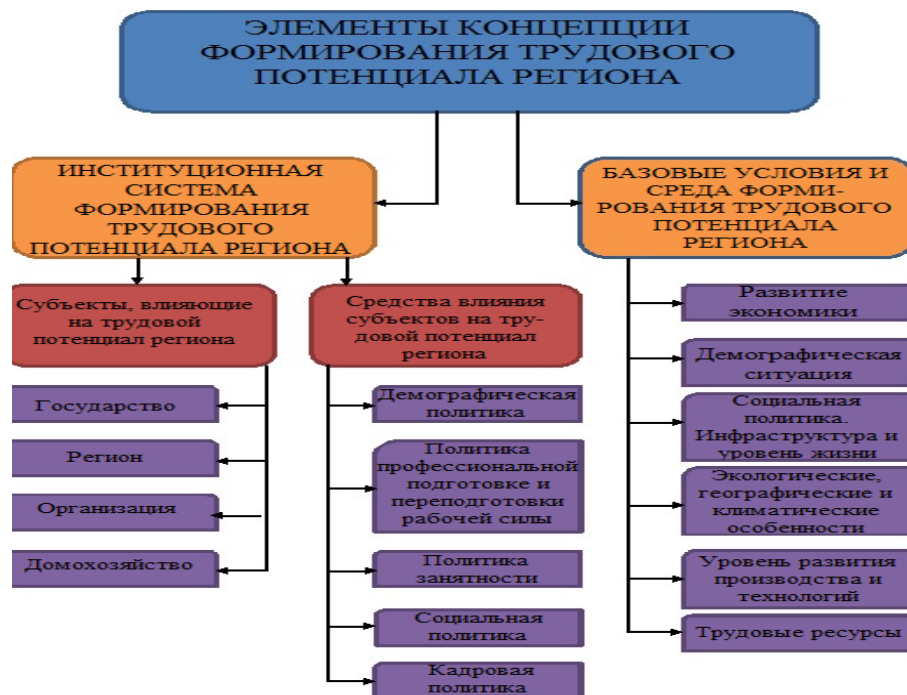 ЭЛЕМЕНТЫ КОНЦЕПЦИИ
ФОРМИРОВАНИЯ ТРУДОВОГО
ПОТЕНЦИАЛА РЕГИОНА
ИНСТИТУЦИОННАЯ
СИСТЕМА
ФОРМИРОВАНИЯ
ТРУДОВОГО
ПОТЕНЦИАЛА РЕГИОНА
БАЗОВЫЕ УСЛОВИЯ И
СРЕДА ФОРМИ-
РОВАНИЯ ТРУДОВОГО
ПОТЕНЦИАЛА
РЕГИОНА
Субъекты, влияющие
на трудовой
потенциал региона
Государство
Регион
Организация
Домохозяйство
Средства влияния
субъектов на тру-
довой потенциал
региона
Демографическая
политика
Политика
профессиональной
подготовке и
переподготовки
рабочей силы
Политика
занятности
Социальная
политика
Кадровая
политика
Развитие
экономики
Демографическая
ситуация
Социальная
политика.
Инфраструктура и
уровень жизни
Экологические,
географические и
климатические
особенности
Уровень развития
производства и
технологий
Трудовые ресурсы